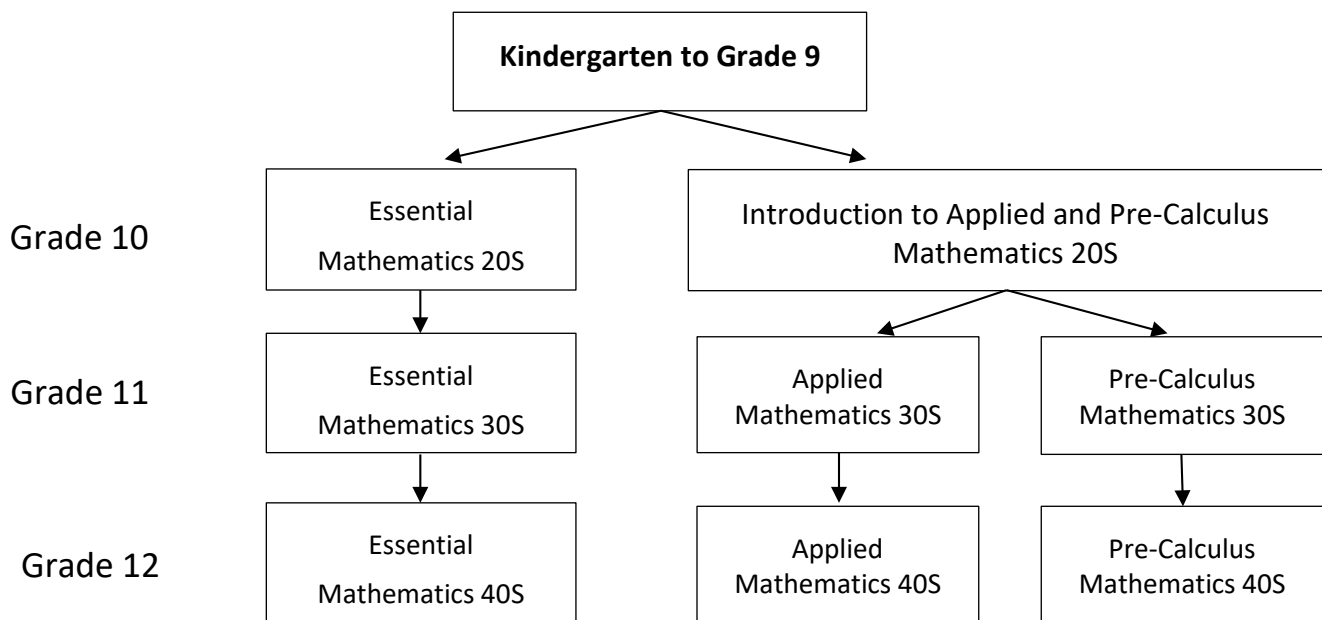 Kindergarten to Grade 9
Grade 10
Essential
Mathematics 20S
Introduction to Applied and Pre-Calculus
Mathematics 20S
Grade 11
Essential
Mathematics 30S
Applied
Mathematics 30S
Pre-Calculus
Mathematics 30S
Grade 12
Essential
Mathematics 40S
Applied
Mathematics 40S
Pre-Calculus
Mathematics 40S